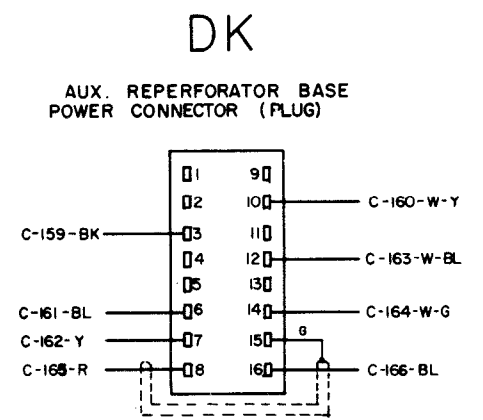 DK
AUX. REPERFORATOR BASE
POWER CONNECTOR (PLUG)
1 9
2 10 C-160-W-Y
C-159-BK 3 11
4 12 C-163-W-BL
5 13
C-161-BL 6 14 C-164-W-G
C-162-Y 7 15 G
C-165-R 8 16 C-166-BL